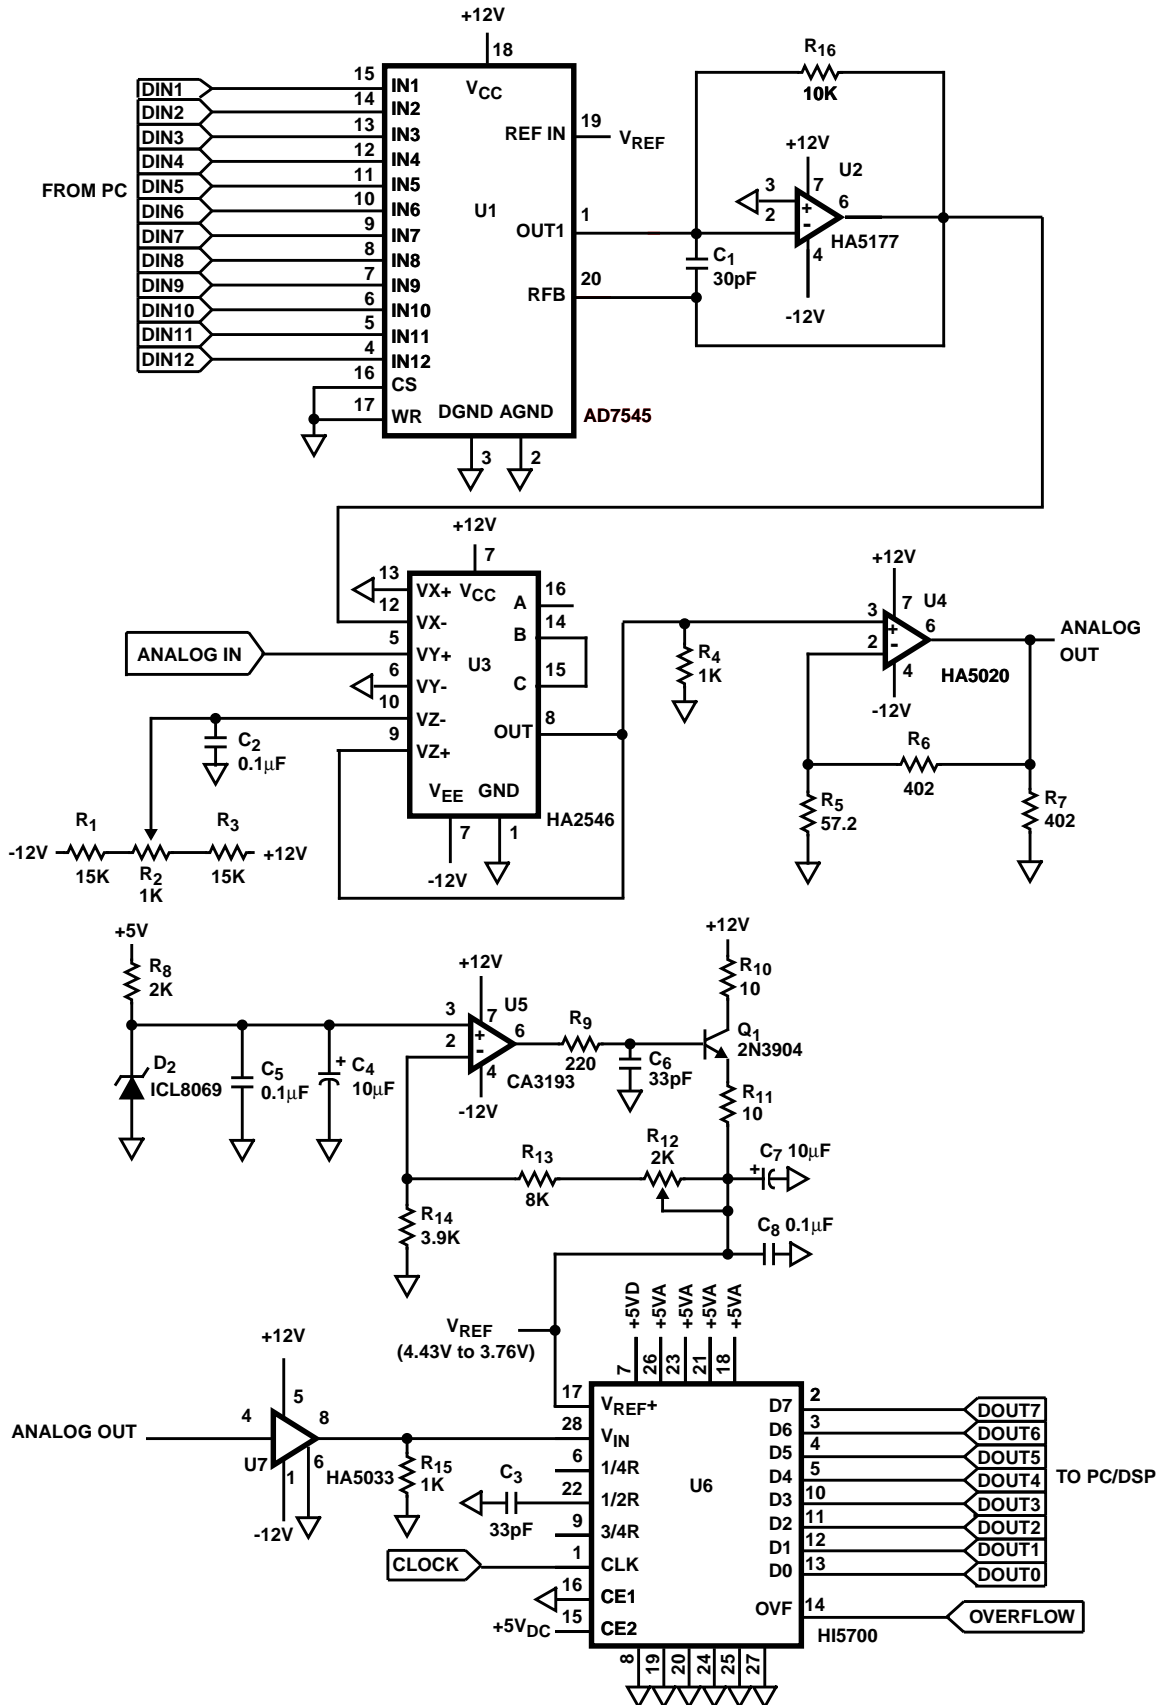 +12V
18
R16
10K
15
IN1
VCC
DIN1
14
IN2
DIN2
13
IN3
REF IN
19
VREF
DIN3
12
IN4
DIN4
FROM PC
11
IN5
DIN5
10
IN6
U1
DIN6
9
IN7
OUT1
1
DIN7
8
IN8
DIN8
7
IN9
RFB
20
DIN9
6
IN10
DIN10
5
IN11
DIN11
4
IN12
DIN12
16
CS
17
WR
DGND AGND
AD7545
3
2
+12V
7
U2
3
+
6
2
-
HA5177
4
-12V
C1
30pF
+12V
7
13
VX+
VCC
A
16
12
VX-
B
14
ANALOG IN
5
VY+
U3
6
VY-
C
15
10
VZ-
OUT
8
9
VZ+
VEE GND
HA2546
7
1
-12V
C2
0.1μF
R1
R3
-12V
+12V
15K
R2
15K
1K
R4
1K
+12V
7
U4
3
+
6
ANALOG
OUT
2
-
HA5020
4
-12V
R6
402
R5
57.2
R7
402
+5V
R8
2K
D2
ICL8069
C5
0.1μF
+
C4
10μF
+12V
7
U5
3
+
6
2
-
4
CA3193
-12V
R9
220
C6
33pF
+12V
R10
10
Q1
2N3904
R11
10
R13
8K
R12
2K
C7 10μF
+
R14
3.9K
C8 0.1μF
VREF
(4.43V to 3.76V)
+5VD
+5VA
+5VA
+5VA
+5VA
7
26
23
21
18
+12V
5
ANALOG OUT
4
8
U7
6
HA5033
1
-12V
R15
1K
C3
33pF
CLOCK
+5VDC
17
VREF+
28
VIN
6
1/4R
22
1/2R
9
3/4R
1
CLK
16
CE1
15
CE2
U6
D7
2
DOUT7
D6
3
DOUT6
D5
4
DOUT5
D4
5
DOUT4
TO PC/DSP
D3
10
DOUT3
D2
11
DOUT2
D1
12
DOUT1
D0
13
DOUT0
OVF
14
OVERFLOW
HI5700
8
19
20
24
25
27